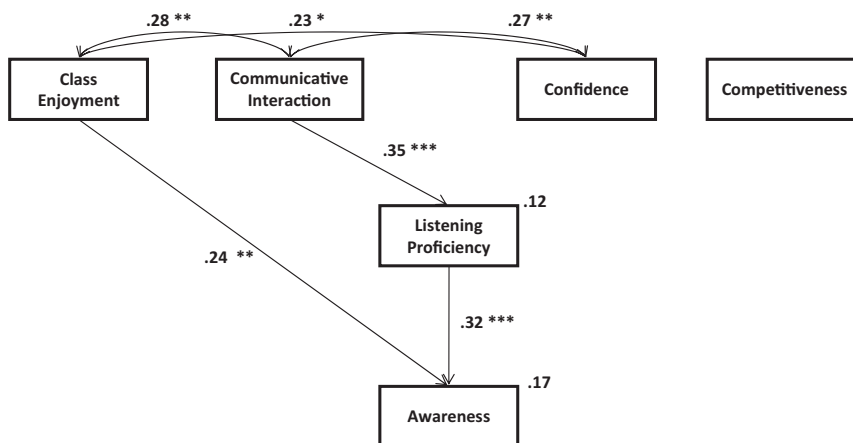 .28 **
.23 *
.27 **
Class
Enjoyment
Communicative
Interaction
Confidence
Competitiveness
.35 ***
.12
Listening
Proficiency
.24 **
.32 ***
.17
Awareness